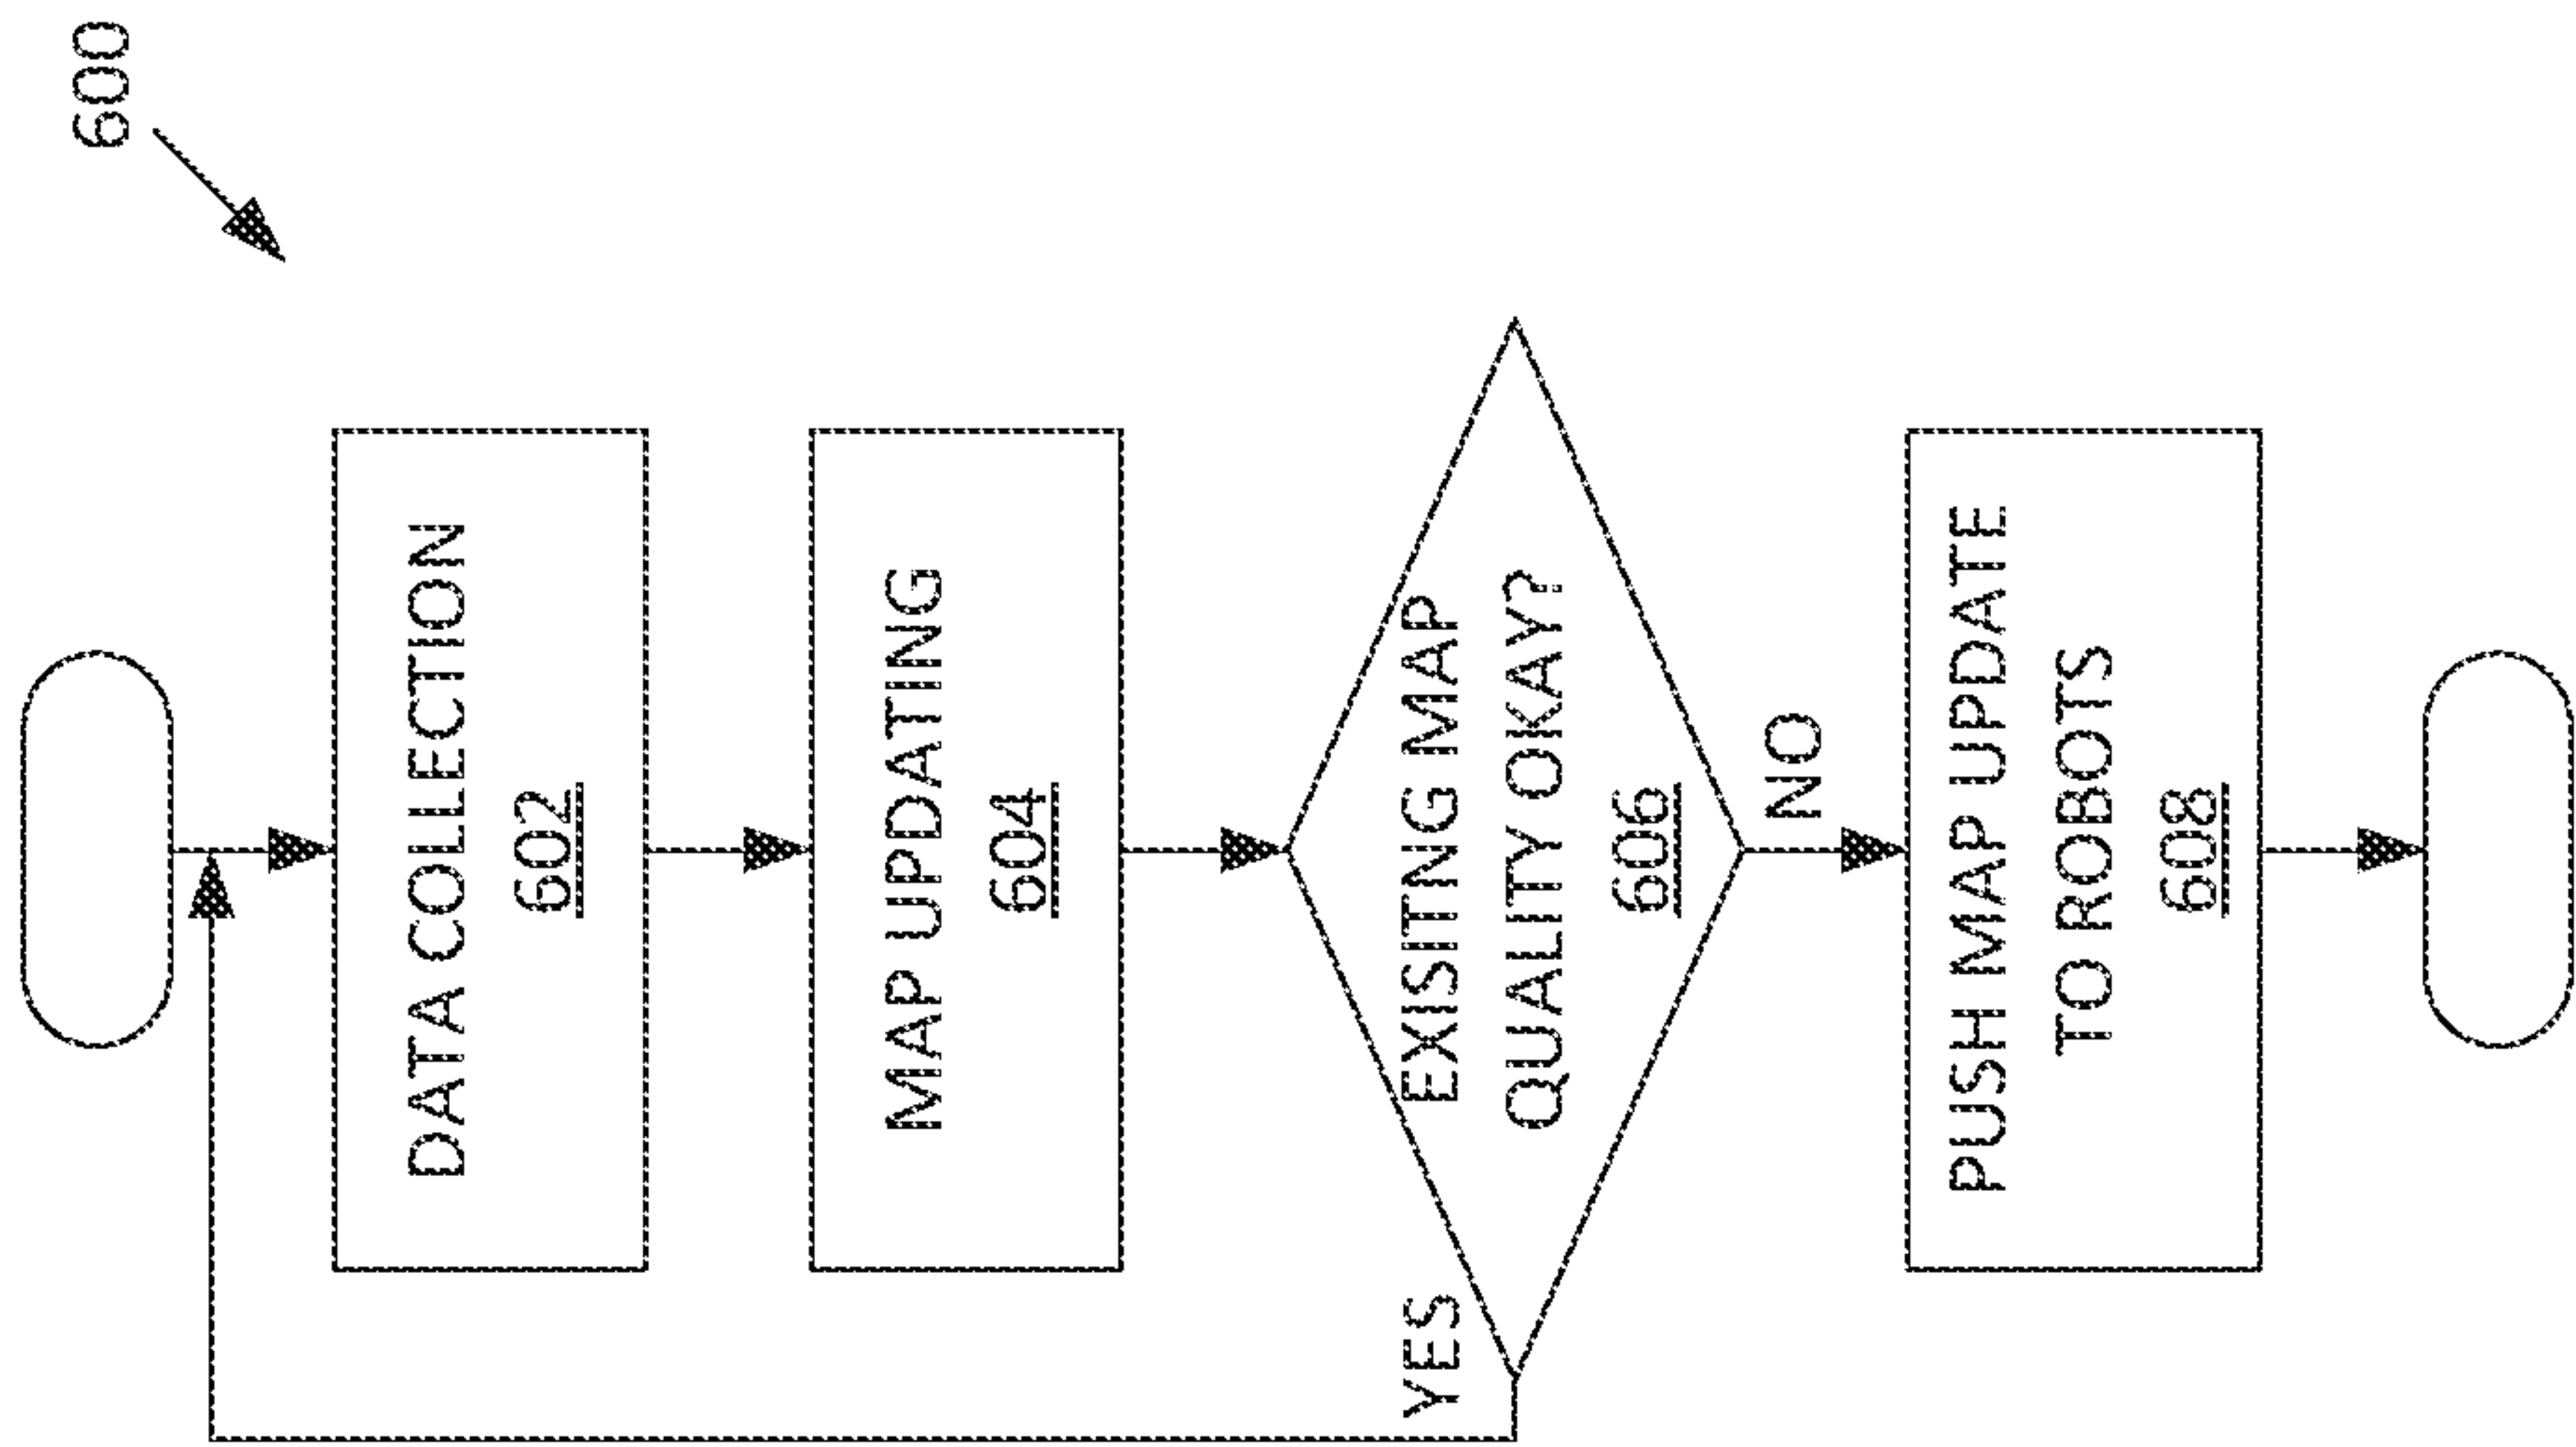 600
DATA COLLECTION
602
MAP UPDATING
604
YES
EXISITNG MAP
QUALITY OKAY?
606
NO
PUSH MAP UPDATE
TO ROBOTS
608